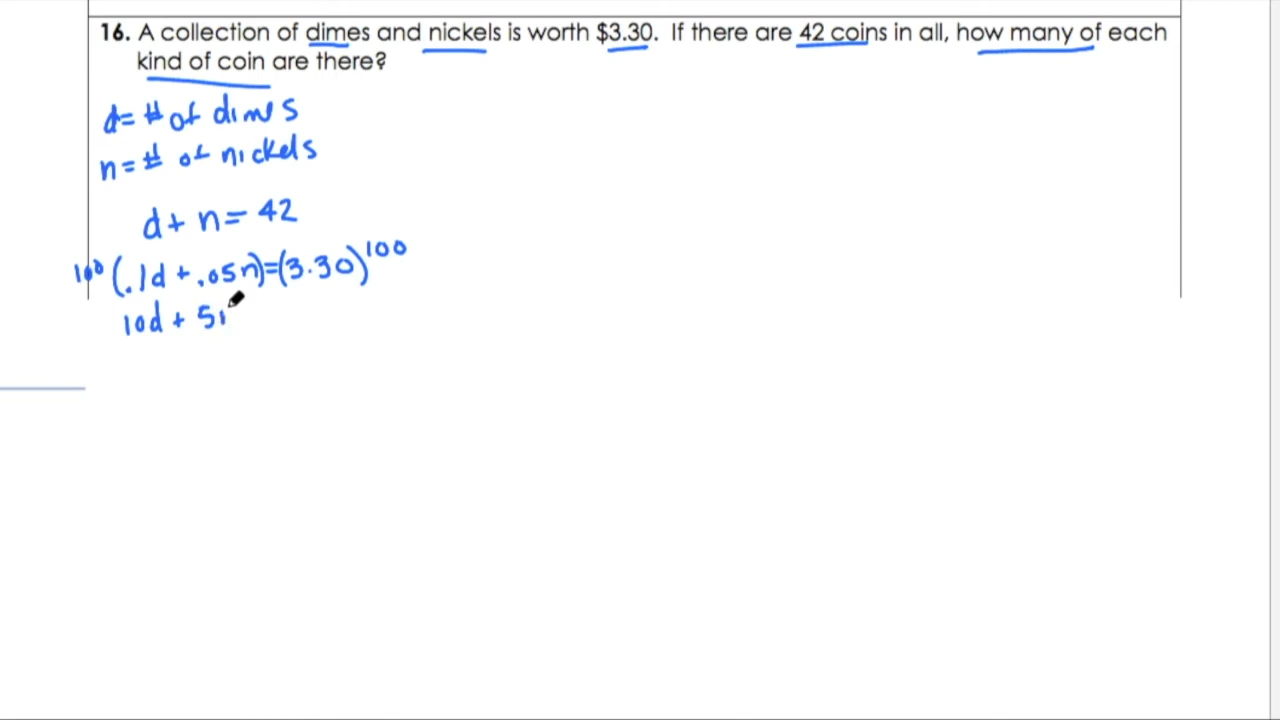 16. A collection of dimes and nickels is worth $3.30. If there are 42 coins in all, how many of each
kind of coin are there?
d= # of dimes
n= # of nickels
d + n = 42
100 (.1d + .05n)=(3.30)100
10d + 5